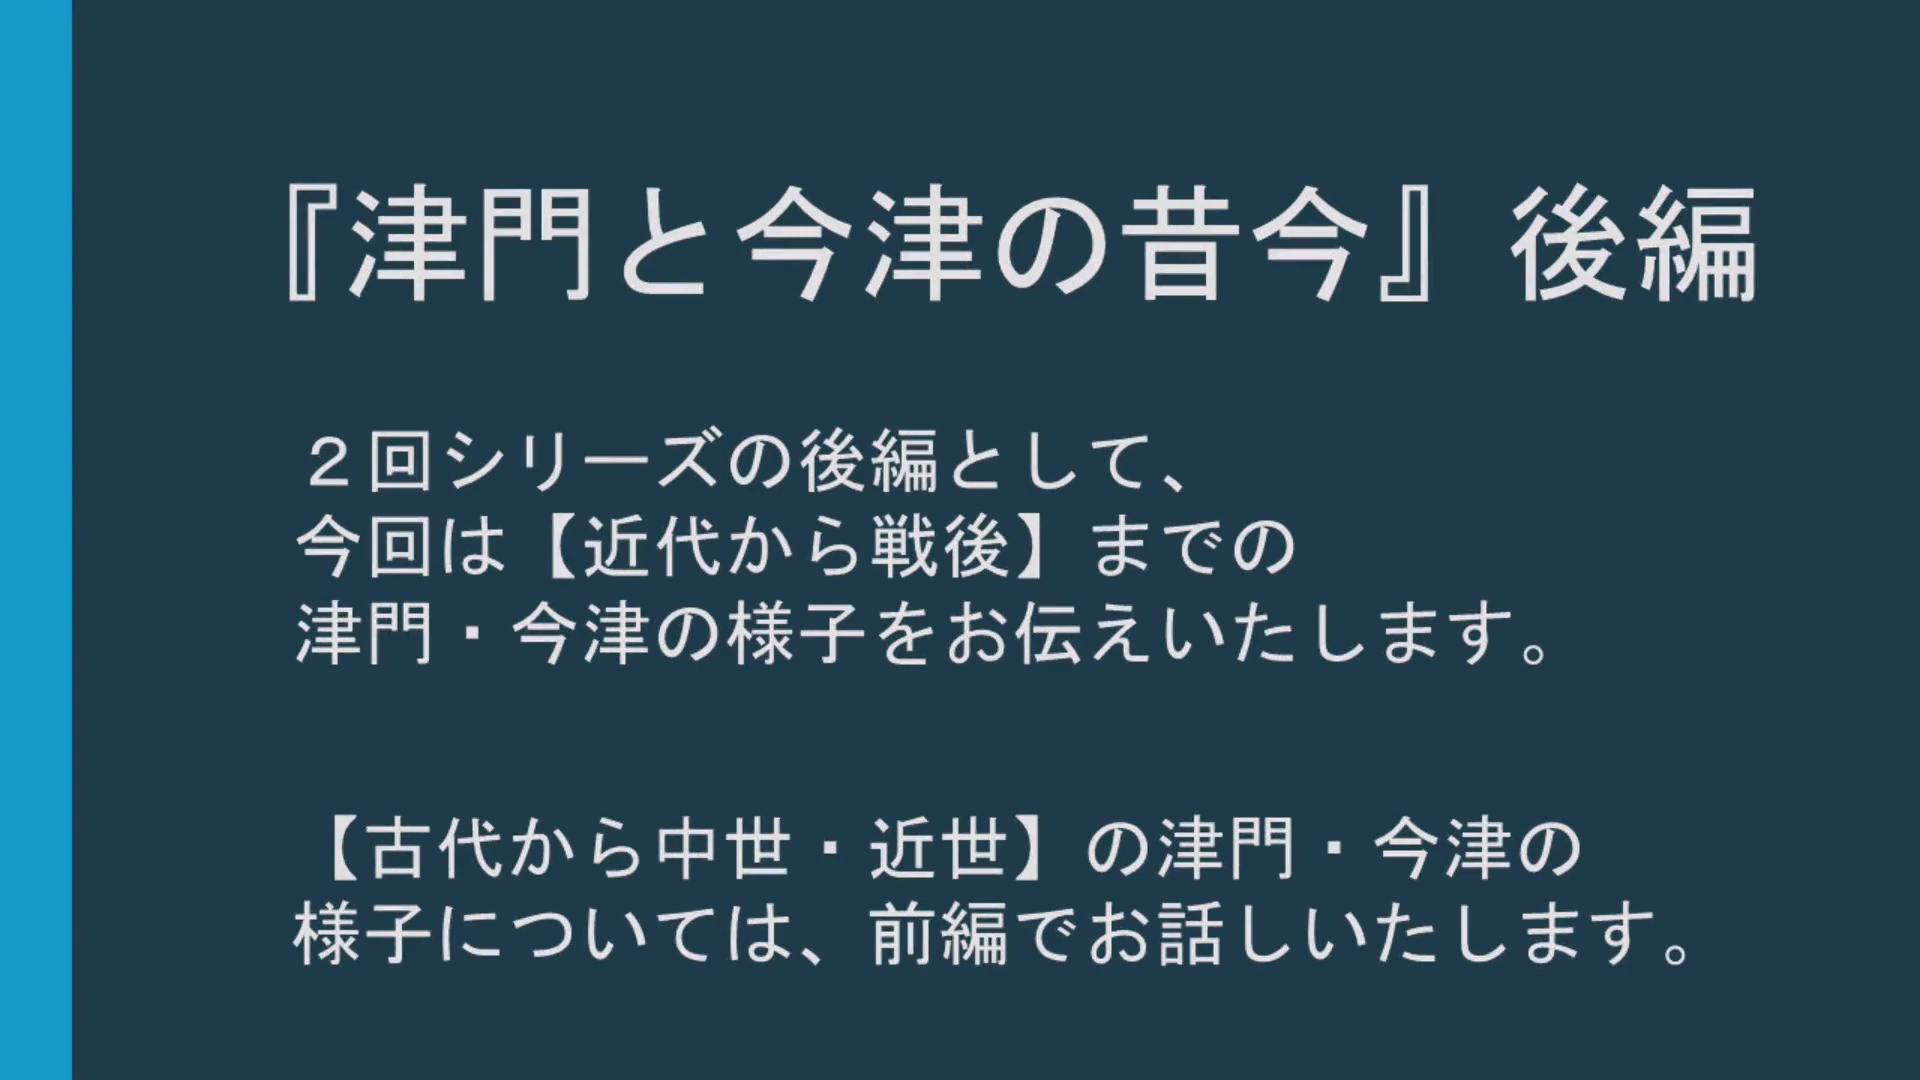 『津門と今津の昔今』後編
２回シリーズの後編として、
今回は【近代から戦後】までの
津門・今津の様子をお伝えいたします。
【古代から中世・近世】の津門・今津の
様子については、前編でお話しいたします。